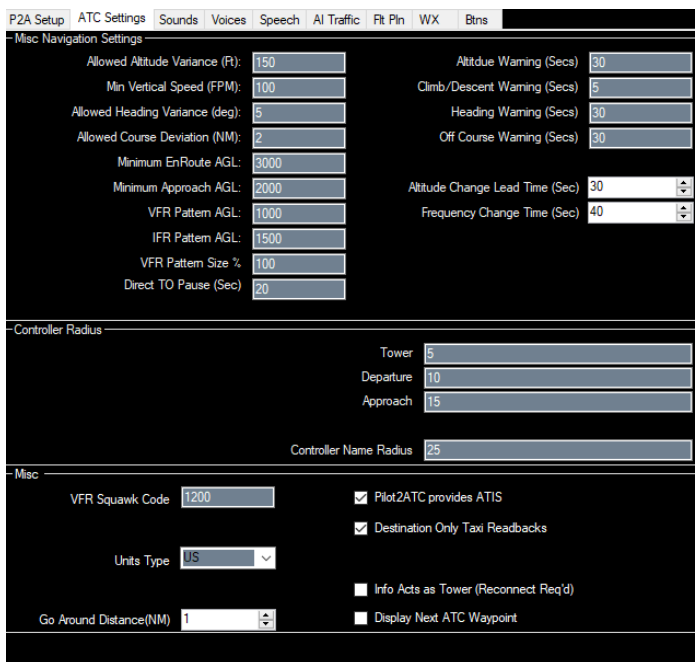 P2A Setup ATC Settings Sounds Voices Speech AI Traffic Flt Pln WX Btns
Misc Navigation Settings
Allowed Altitude Variance (Ft): 150 Altitdue Warning (Secs) 30
Min Vertical Speed (FPM): 100 Climb/Descent Warning (Secs) 5
Allowed Heading Variance (deg): 5 Heading Warning (Secs) 30
Allowed Course Deviation (NM): 2 Off Course Warning (Secs) 30
Minimum EnRoute AGL: 3000
Minimum Approach AGL: 2000 Altitude Change Lead Time (Sec) 30
VFR Pattern AGL: 1000 Frequency Change Time (Sec) 40
IFR Pattern AGL: 1500
VFR Pattern Size % 100
Direct TO Pause (Sec) 20
Controller Radius
Tower 5
Departure 10
Approach 15
Controller Name Radius 25
Misc
VFR Squawk Code 1200 Pilot2ATC provides ATIS
Destination Only Taxi Readbacks
Units Type US
Info Acts as Tower (Reconnect Req'd)
Go Around Distance(NM) 1 Display Next ATC Waypoint